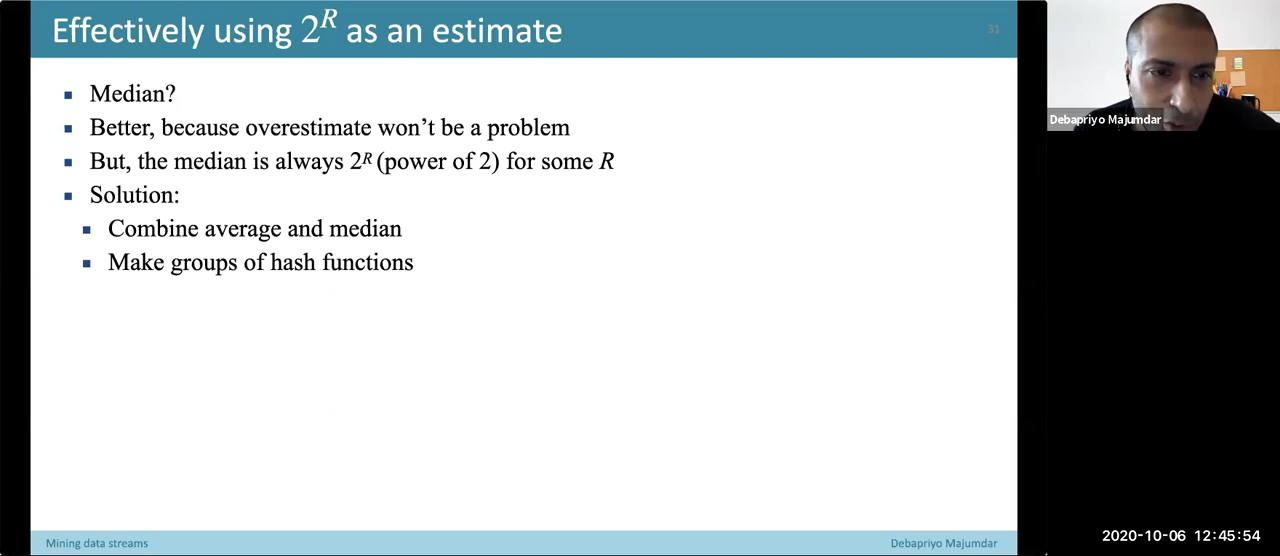 Effectively using 2^R as an estimate
31
▪ Median?
▪ Better, because overestimate won't be a problem
▪ But, the median is always 2^R (power of 2) for some R
▪ Solution:
▪ Combine average and median
▪ Make groups of hash functions
Mining data streams
Debapriyo Majumdar
Debapriyo Majumdar
2020-10-06 12:45:54